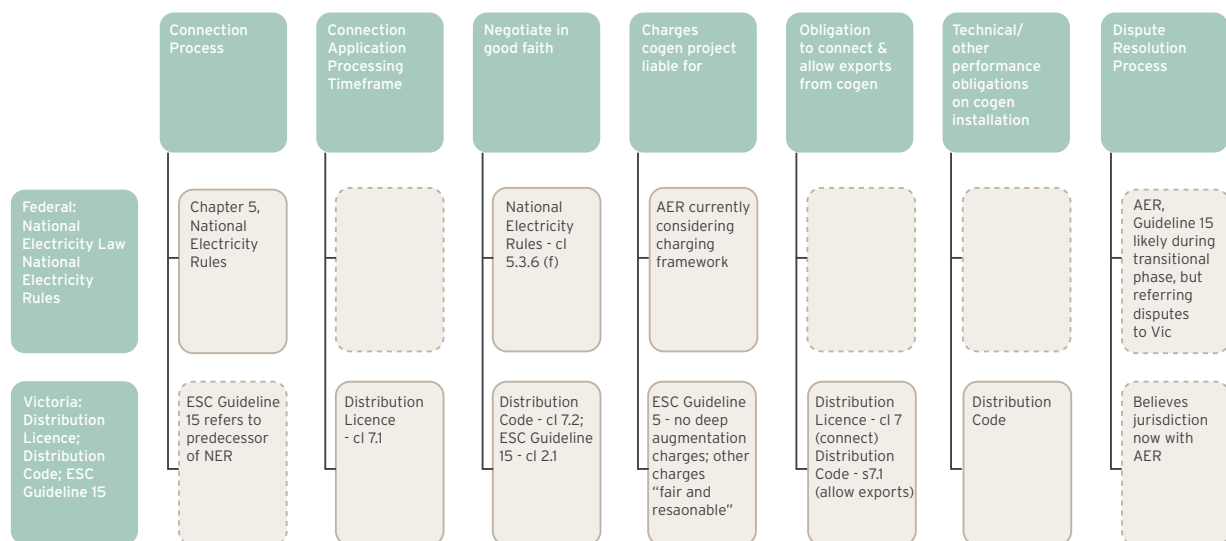 Connection
Process
Connection
Application
Processing
Timeframe
Negotiate in
good faith
Charges
cogen project
liable for
Obligation
to connect &
allow exports
from cogen
Technical/
other
performance
obligations
on cogen
installation
Dispute
Resolution
Process
Federal:
National
Electricity Law
National
Electricity
Rules
Chapter 5,
National
Electricity
Rules
National
Electricity
Rules - cl
5.3.6 (f)
AER currently
considering
charging
framework
AER,
Guideline 15
likely during
transitional
phase, but
referring
disputes
to Vic
Victoria:
Distribution
Licence;
Distribution
Code; ESC
Guideline 15
ESC Guideline
15 refers to
predecessor
of NER
Distribution
Licence
- cl 7.1
Distribution
Code - cl 7.2;
ESC Guideline
15 - cl 2.1
ESC Guideline
5 - no deep
augmentation
charges; other
charges
“fair and
resaonable”
Distribution
Licence - cl 7
(connect)
Distribution
Code - s7.1
(allow exports)
Distribution
Code
Believes
jurisdiction
now with
AER